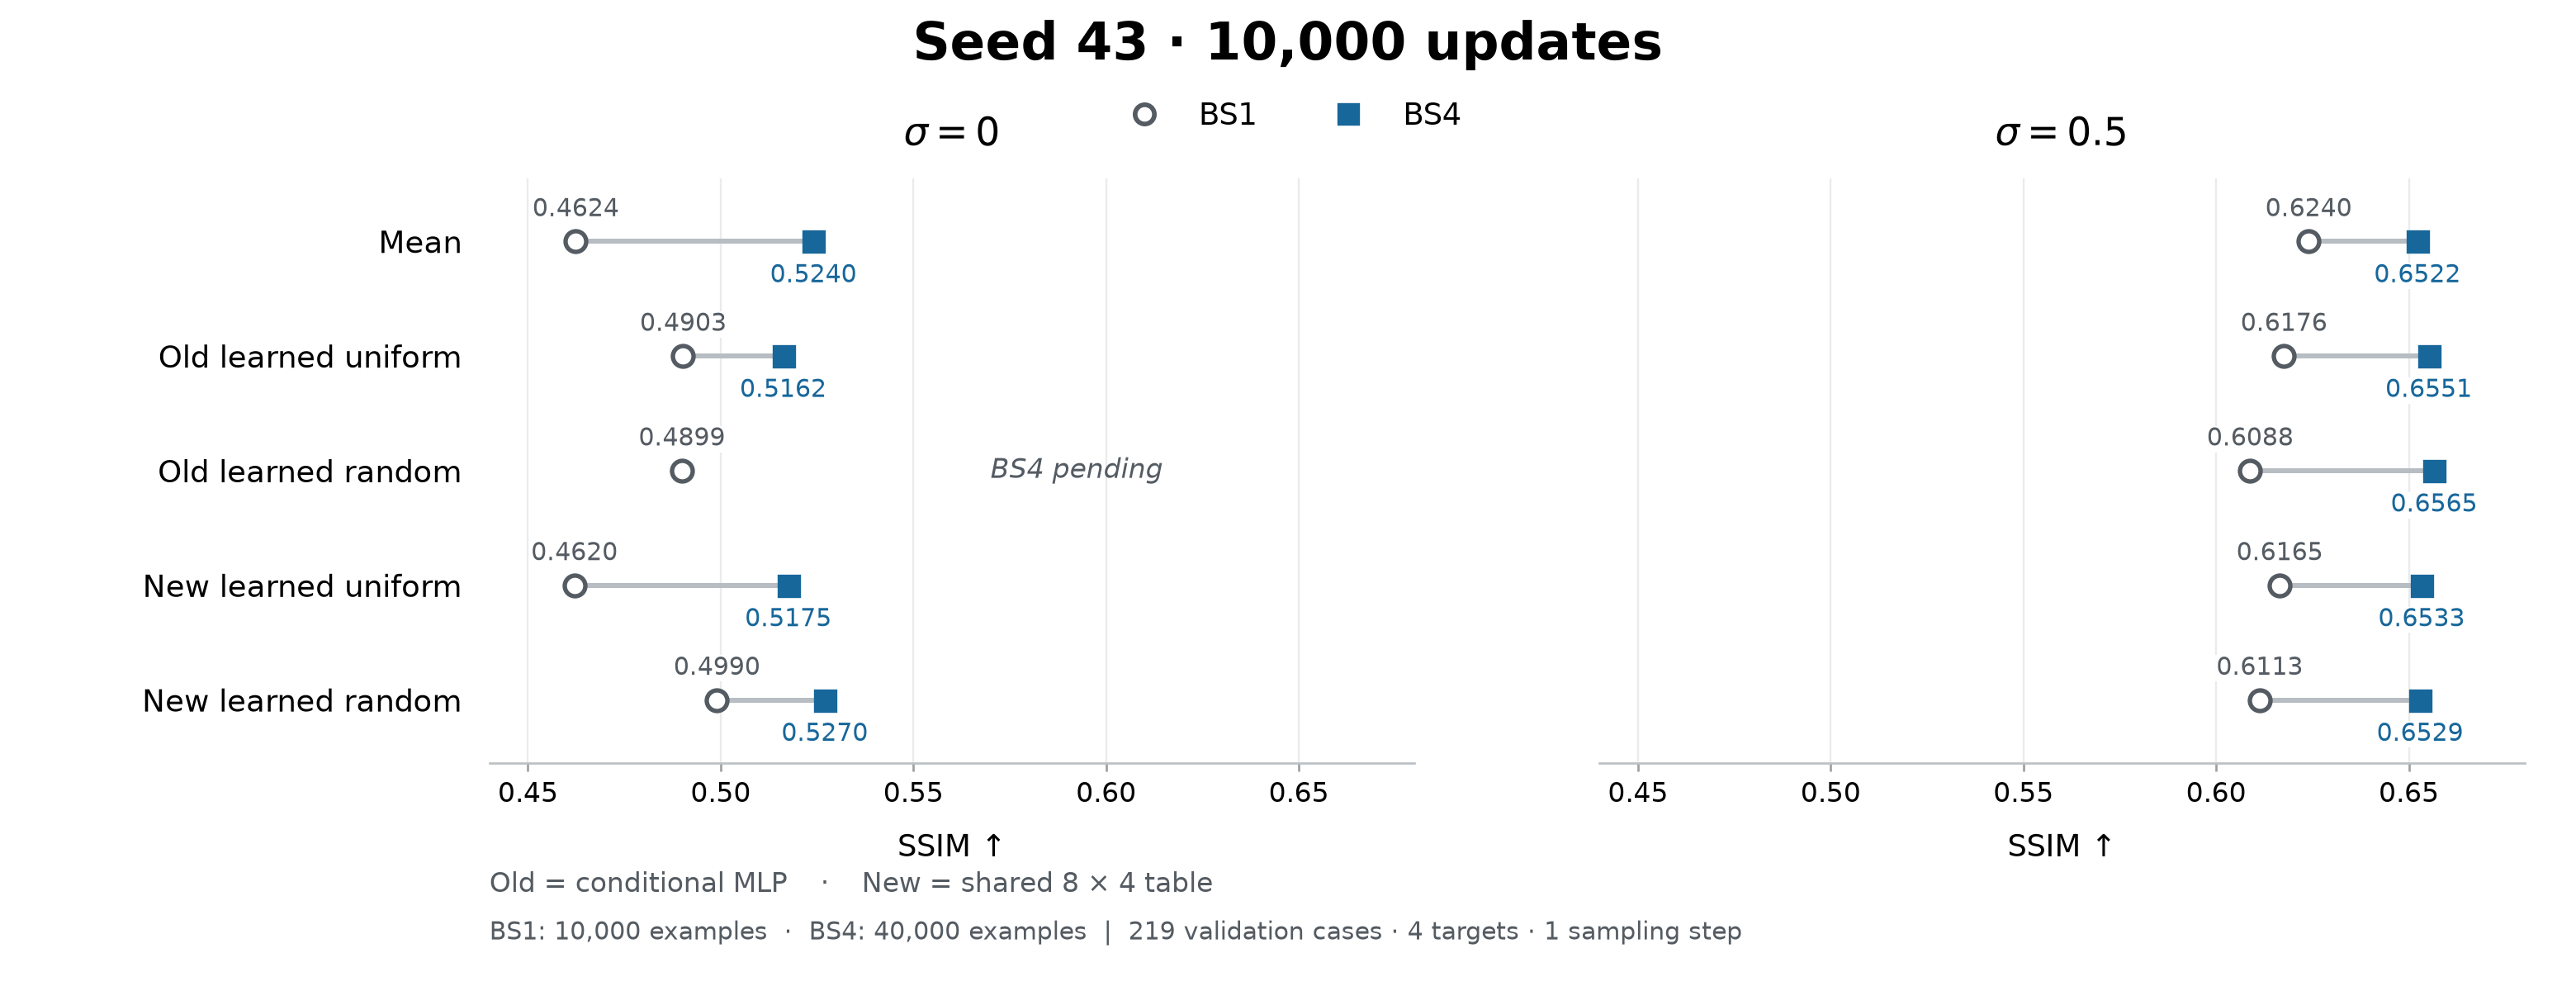 Seed 43 · 10,000 updates
BS1 BS4
σ = 0 σ = 0.5
0.4624 0.6240
Mean
0.5240 0.6522
0.4903 0.6176
Old learned uniform
0.5162 0.6551
0.4899 0.6088
Old learned random BS4 pending
0.6565
0.4620 0.6165
New learned uniform
0.5175 0.6533
0.4990 0.6113
New learned random
0.5270 0.6529
0.45 0.50 0.55 0.60 0.65 0.45 0.50 0.55 0.60 0.65
SSIM ↑ SSIM ↑
Old = conditional MLP · New = shared 8 × 4 table
BS1: 10,000 examples · BS4: 40,000 examples | 219 validation cases · 4 targets · 1 sampling step